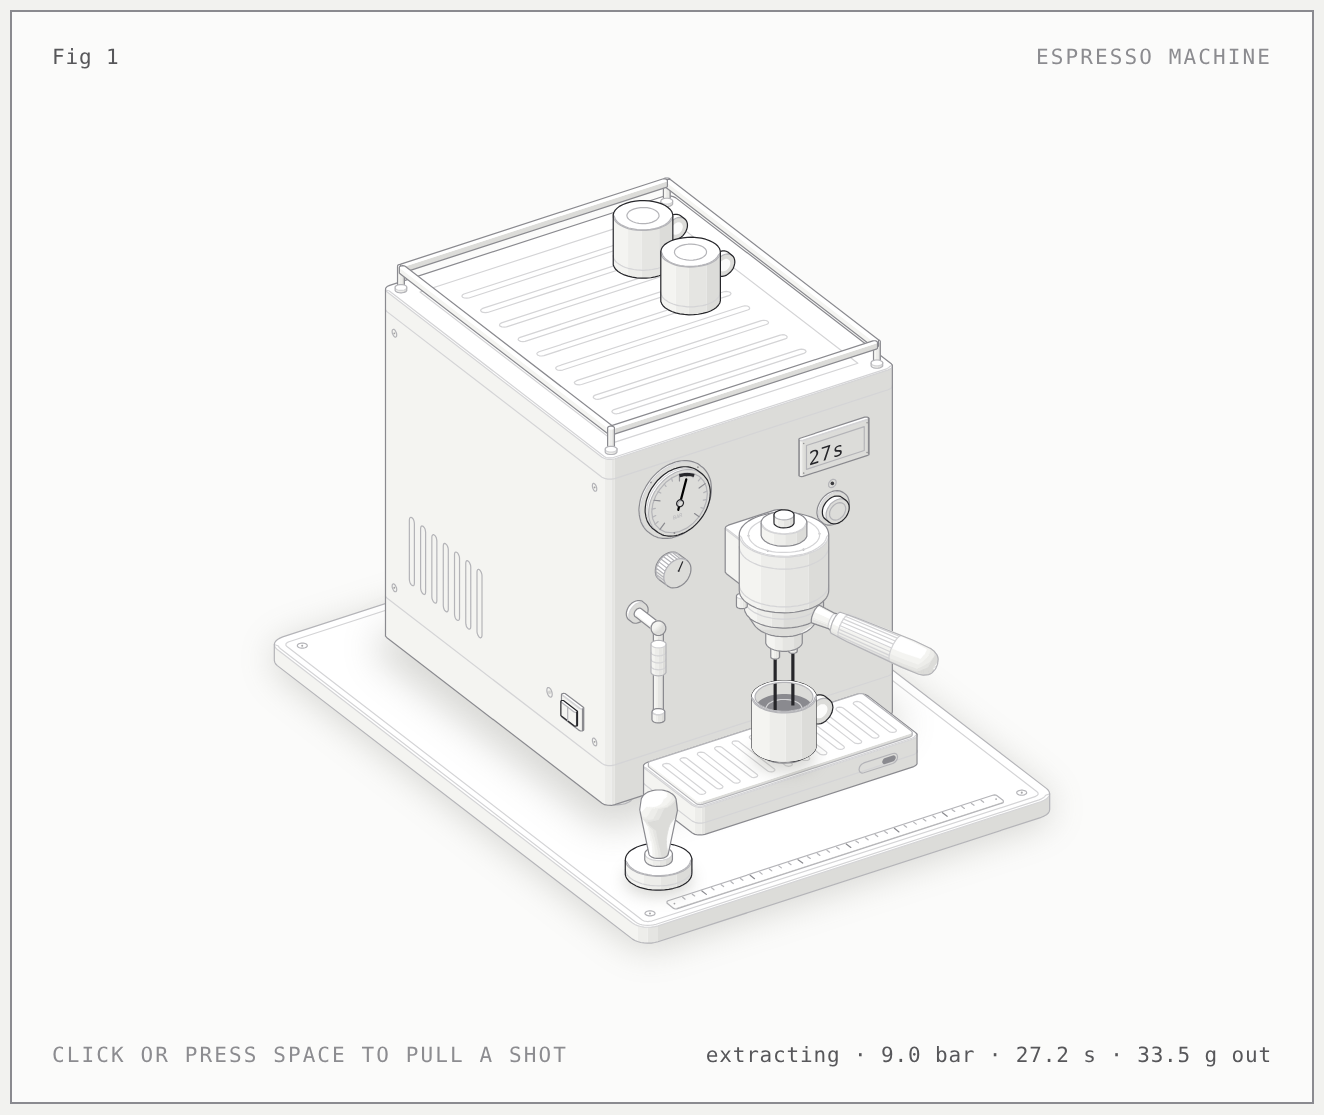 Fig 1
ESPRESSO MACHINE
27s
CLICK OR PRESS SPACE TO PULL A SHOT
extracting · 9.0 bar · 27.2 s · 33.5 g out